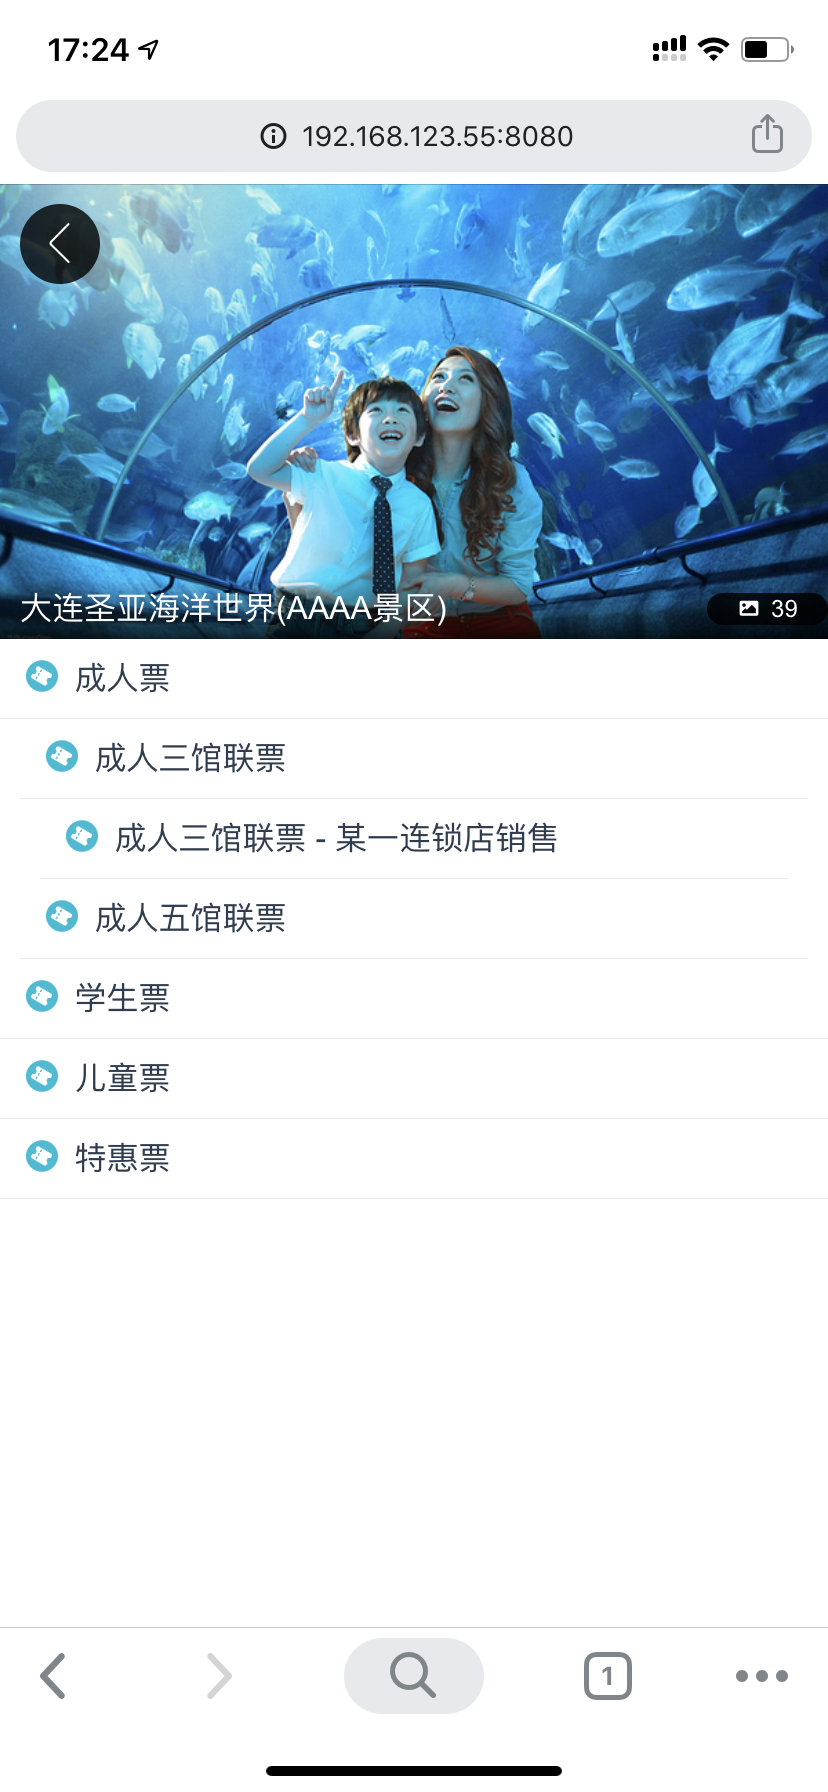 17:24
192.168.123.55:8080
大连圣亚海洋世界(AAAA景区)
39
成人票
成人三馆联票
成人三馆联票 - 某一连锁店销售
成人五馆联票
学生票
儿童票
特惠票
1